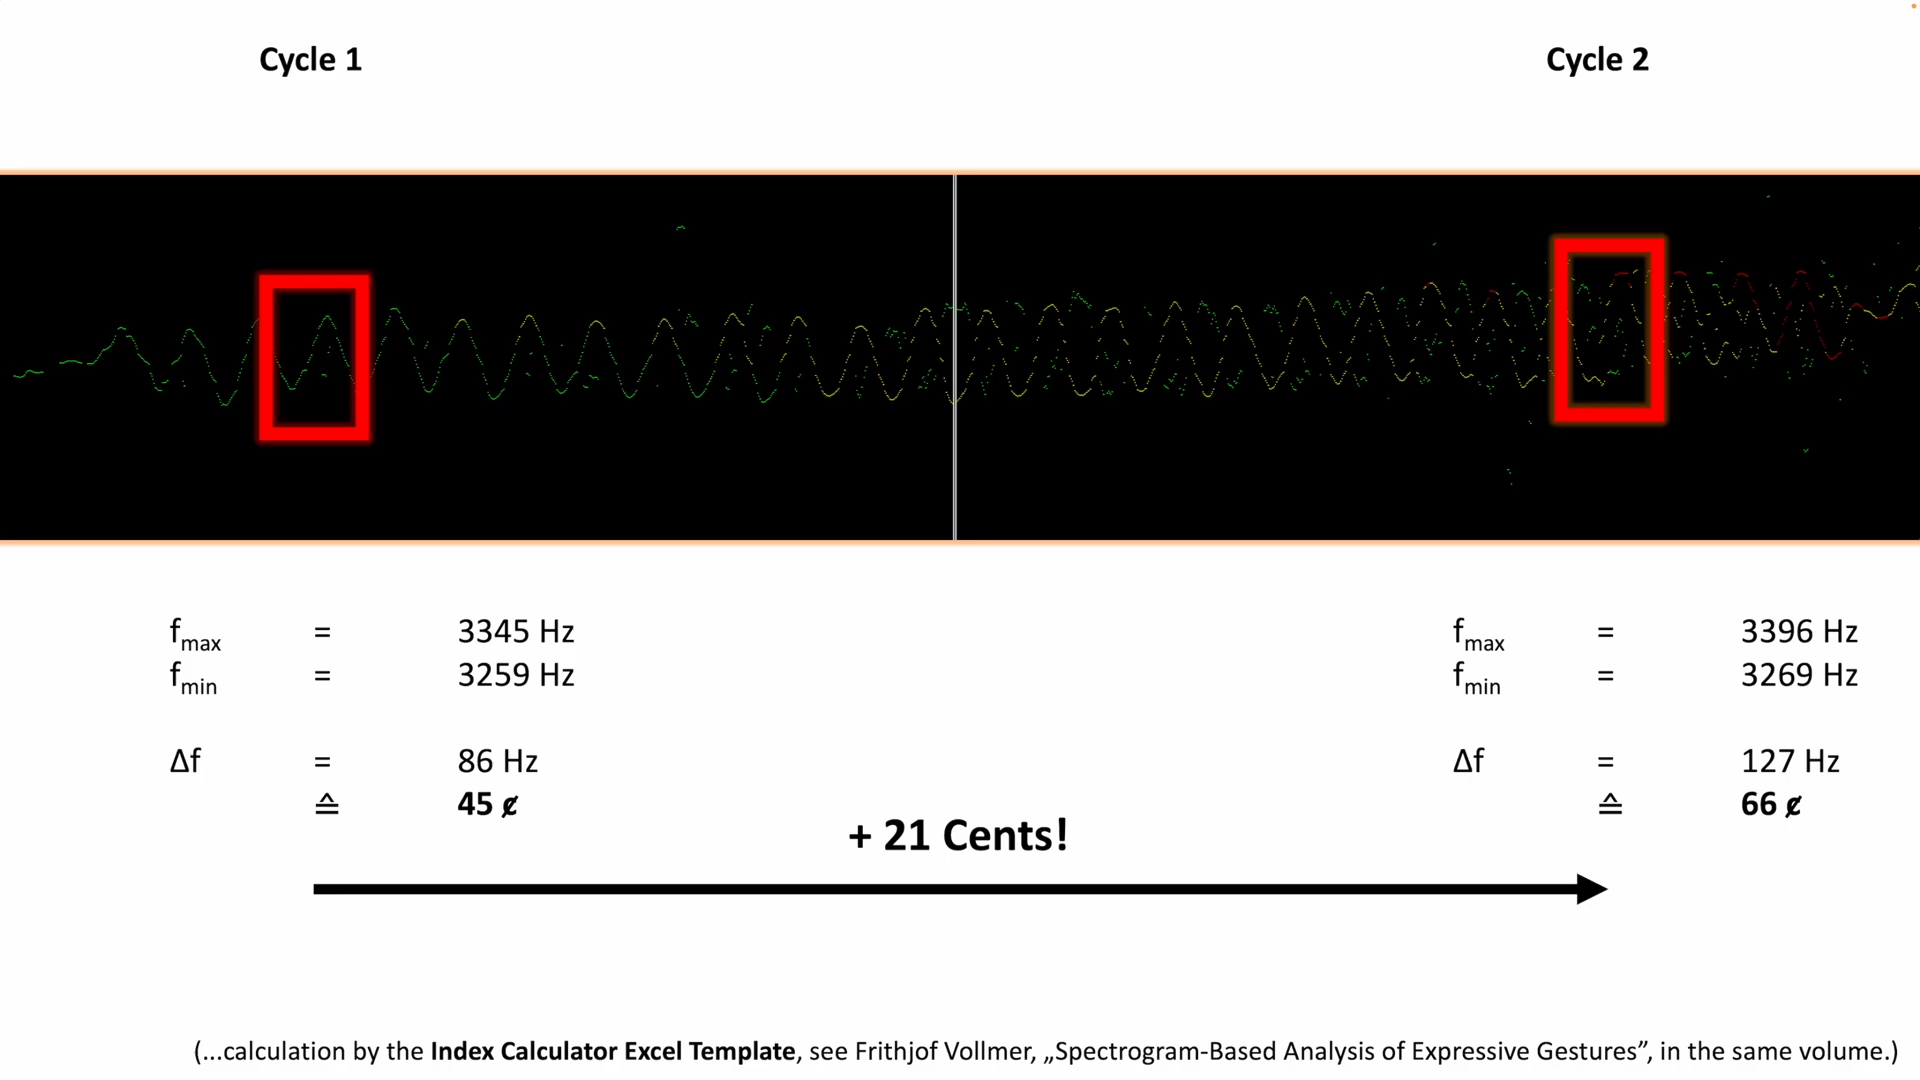 Cycle 1 Cycle 2
fmax = 3345 Hz fmax = 3396 Hz
fmin = 3259 Hz fmin = 3269 Hz
Δf = 86 Hz Δf = 127 Hz
≙ 45 ȼ ≙ 66 ȼ
+ 21 Cents!
(...calculation by the Index Calculator Excel Template, see Frithjof Vollmer, „Spectrogram-Based Analysis of Expressive Gestures”, in the same volume.)